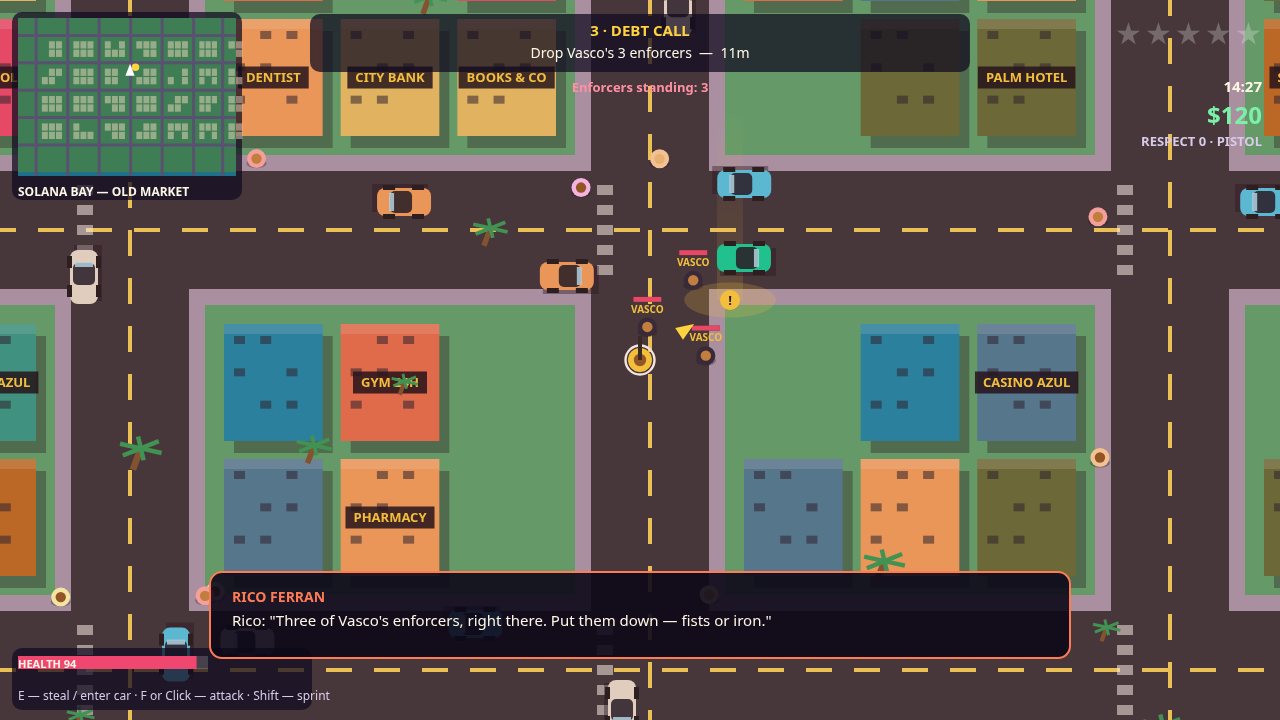 3 · DEBT CALL
Drop Vasco's 3 enforcers — 11m
Enforcers standing: 3
DENTIST
CITY BANK
BOOKS & CO
PALM HOTEL
14:27
$120
RESPECT 0 · PISTOL
SOLANA BAY — OLD MARKET
VASCO
!
VASCO
VASCO
AZUL
GYM
CASINO AZUL
PHARMACY
RICO FERRAN
Rico: "Three of Vasco's enforcers, right there. Put them down — fists or iron."
HEALTH 94
E — steal / enter car · F or Click — attack · Shift — sprint